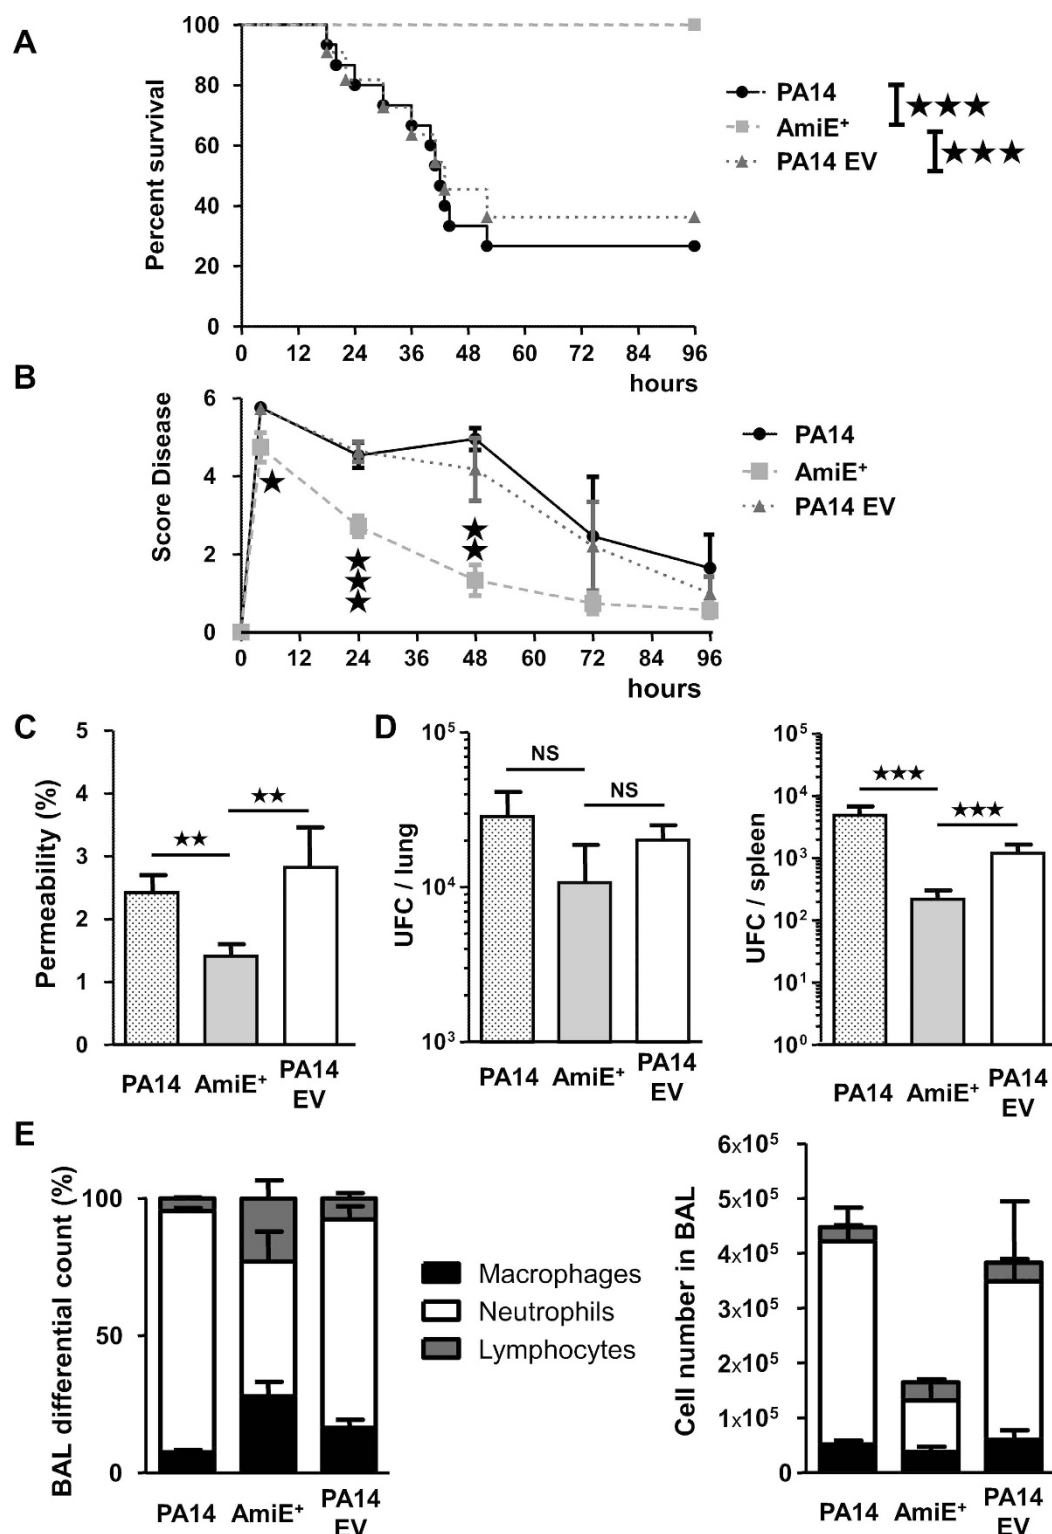 A
Percent survival
100
80
60
40
20
0
0 12 24 36 48 60 72 84 96
hours
PA14
AmiE⁺
PA14 EV
★★★
★★★
B
Score Disease
6
4
2
0
0 12 24 36 48 60 72 84 96
hours
PA14
AmiE⁺
PA14 EV
★
★★★
★★
C
Permeability (%)
5
4
3
2
1
0
★★
★★
PA14 AmiE⁺ PA14 EV
D
UFC / lung
10⁵
10⁴
10³
NS
NS
PA14 AmiE⁺ PA14 EV
UFC / spleen
10⁵
10⁴
10³
10²
10¹
10⁰
★★★
★★★
PA14 AmiE⁺ PA14 EV
E
BAL differential count (%)
100
50
0
PA14 AmiE⁺ PA14 EV
Macrophages
Neutrophils
Lymphocytes
Cell number in BAL
6x10⁵
5x10⁵
4x10⁵
3x10⁵
2x10⁵
1x10⁵
0
PA14 AmiE⁺ PA14 EV